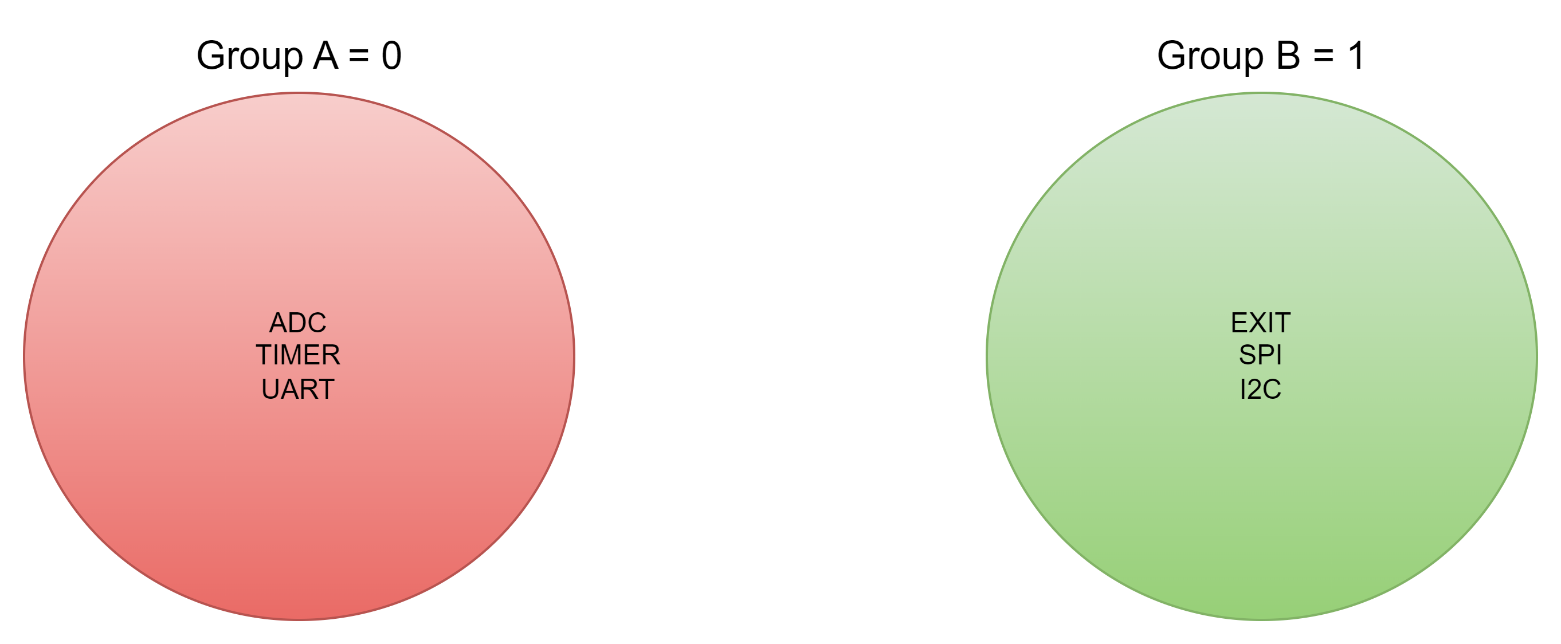 Group A = 0
ADC
TIMER
UART
Group B = 1
EXIT
SPI
I2C